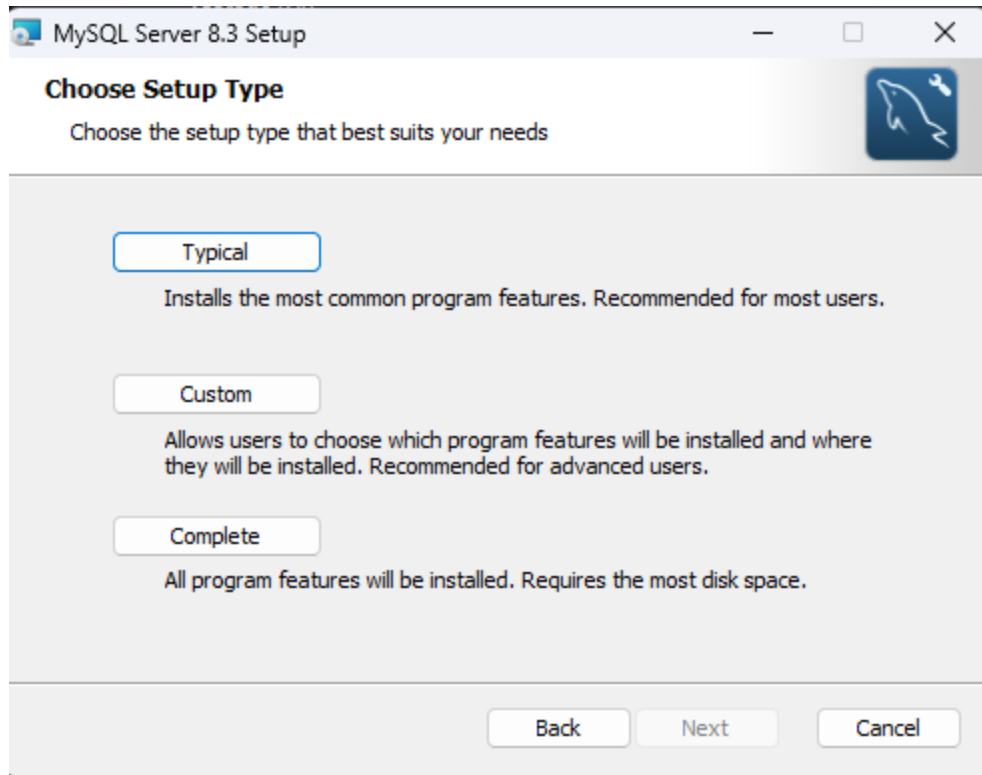 MySQL Server 8.3 Setup
Choose Setup Type
Choose the setup type that best suits your needs
Typical
Installs the most common program features. Recommended for most users.
Custom
Allows users to choose which program features will be installed and where
they will be installed. Recommended for advanced users.
Complete
All program features will be installed. Requires the most disk space.
Back
Next
Cancel